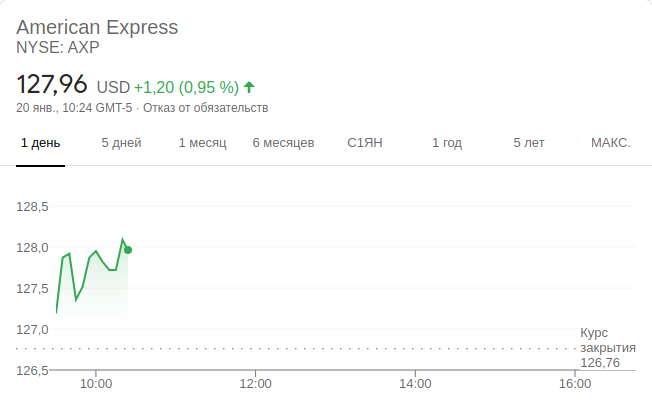 American Express
NYSE: AXP
127,96 USD +1,20 (0,95 %)
20 янв., 10:24 GMT-5 · Отказ от обязательств
1 день 5 дней 1 месяц 6 месяцев С1ЯН 1 год 5 лет МАКС.
128,5
128,0
127,5
127,0
Курс
закрытия
126,76
126,5
10:00 12:00 14:00 16:00